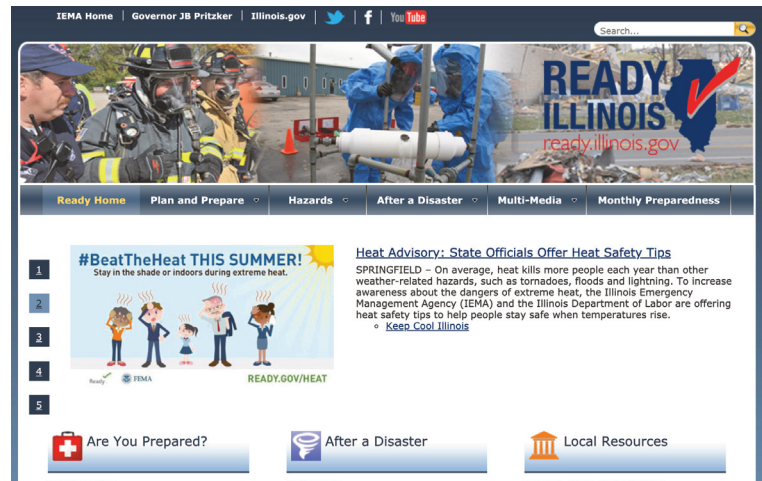 IEMA Home | Governor JB Pritzker | Illinois.gov | f | You Tube
Search...
READY
ILLINOIS
ready.illinois.gov
Ready Home Plan and Prepare Hazards After a Disaster Multi-Media Monthly Preparedness
1
2
3
4
5
#BeatTheHeat THIS SUMMER!
Stay in the shade or indoors during extreme heat.
Ready
FEMA
READY.GOV/HEAT
Heat Advisory: State Officials Offer Heat Safety Tips
SPRINGFIELD – On average, heat kills more people each year than other
weather-related hazards, such as tornadoes, floods and lightning. To increase
awareness about the dangers of extreme heat, the Illinois Emergency
Management Agency (IEMA) and the Illinois Department of Labor are offering
heat safety tips to help people stay safe when temperatures rise.
Keep Cool Illinois
Are You Prepared?
After a Disaster
Local Resources